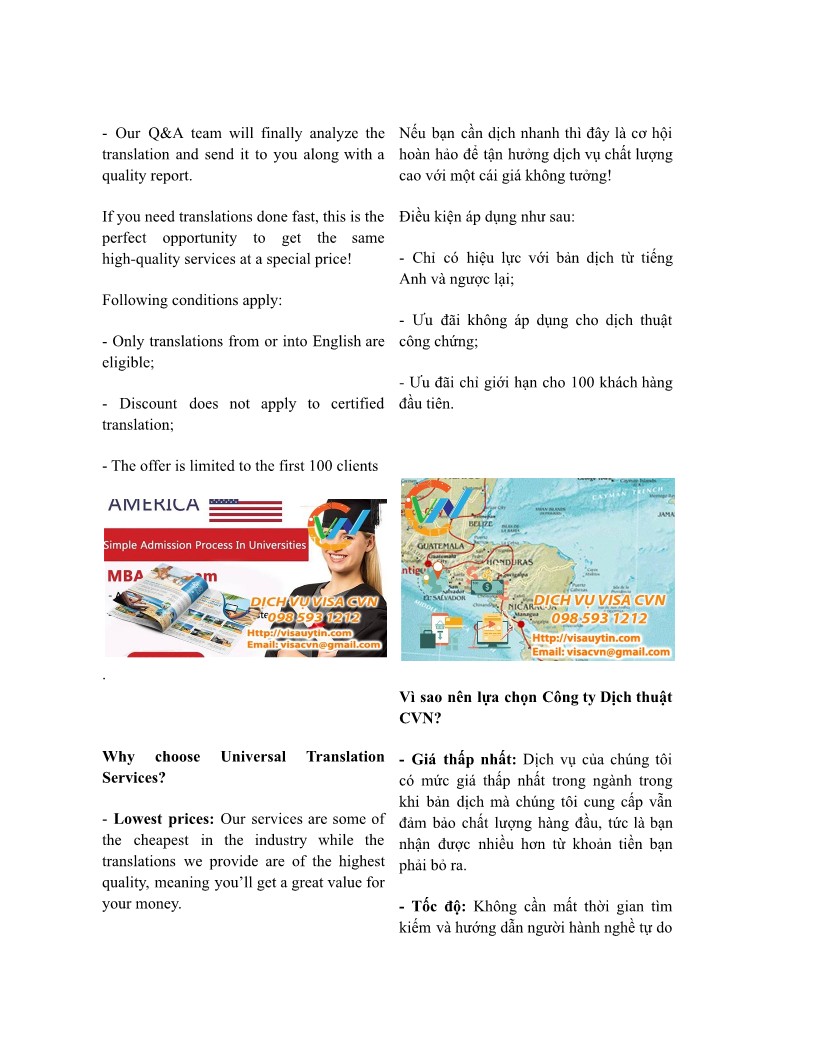 - Our Q&A team will finally analyze the
translation and send it to you along with a
quality report.
If you need translations done fast, this is the
perfect opportunity to get the same
high-quality services at a special price!
Following conditions apply:
- Only translations from or into English are
eligible;
- Discount does not apply to certified
translation;
- The offer is limited to the first 100 clients
AMERICA
Simple Admission Process In Universities
MBA
DỊCH VỤ VISA CVN
098 593 1212
Http://visauytin.com
Email: visacvn@gmail.com
.
Why choose Universal Translation
Services?
- Lowest prices: Our services are some of
the cheapest in the industry while the
translations we provide are of the highest
quality, meaning you’ll get a great value for
your money.
Nếu bạn cần dịch nhanh thì đây là cơ hội
hoàn hảo để tận hưởng dịch vụ chất lượng
cao với một cái giá không tưởng!
Điều kiện áp dụng như sau:
- Chỉ có hiệu lực với bản dịch từ tiếng
Anh và ngược lại;
- Ưu đãi không áp dụng cho dịch thuật
công chứng;
- Ưu đãi chỉ giới hạn cho 100 khách hàng
đầu tiên.
CAYMAN TRENCH
JAMA
BELIZE
GUATEMALA
Guatemala
HONDURAS
San
Salvador
EL SALVADOR
NICARAGUA
Managua
DỊCH VỤ VISA CVN
098 593 1212
Http://visauytin.com
Email: visacvn@gmail.com
Vì sao nên lựa chọn Công ty Dịch thuật
CVN?
- Giá thấp nhất: Dịch vụ của chúng tôi
có mức giá thấp nhất trong ngành trong
khi bản dịch mà chúng tôi cung cấp vẫn
đảm bảo chất lượng hàng đầu, tức là bạn
nhận được nhiều hơn từ khoản tiền bạn
phải bỏ ra.
- Tốc độ: Không cần mất thời gian tìm
kiếm và hướng dẫn người hành nghề tự do